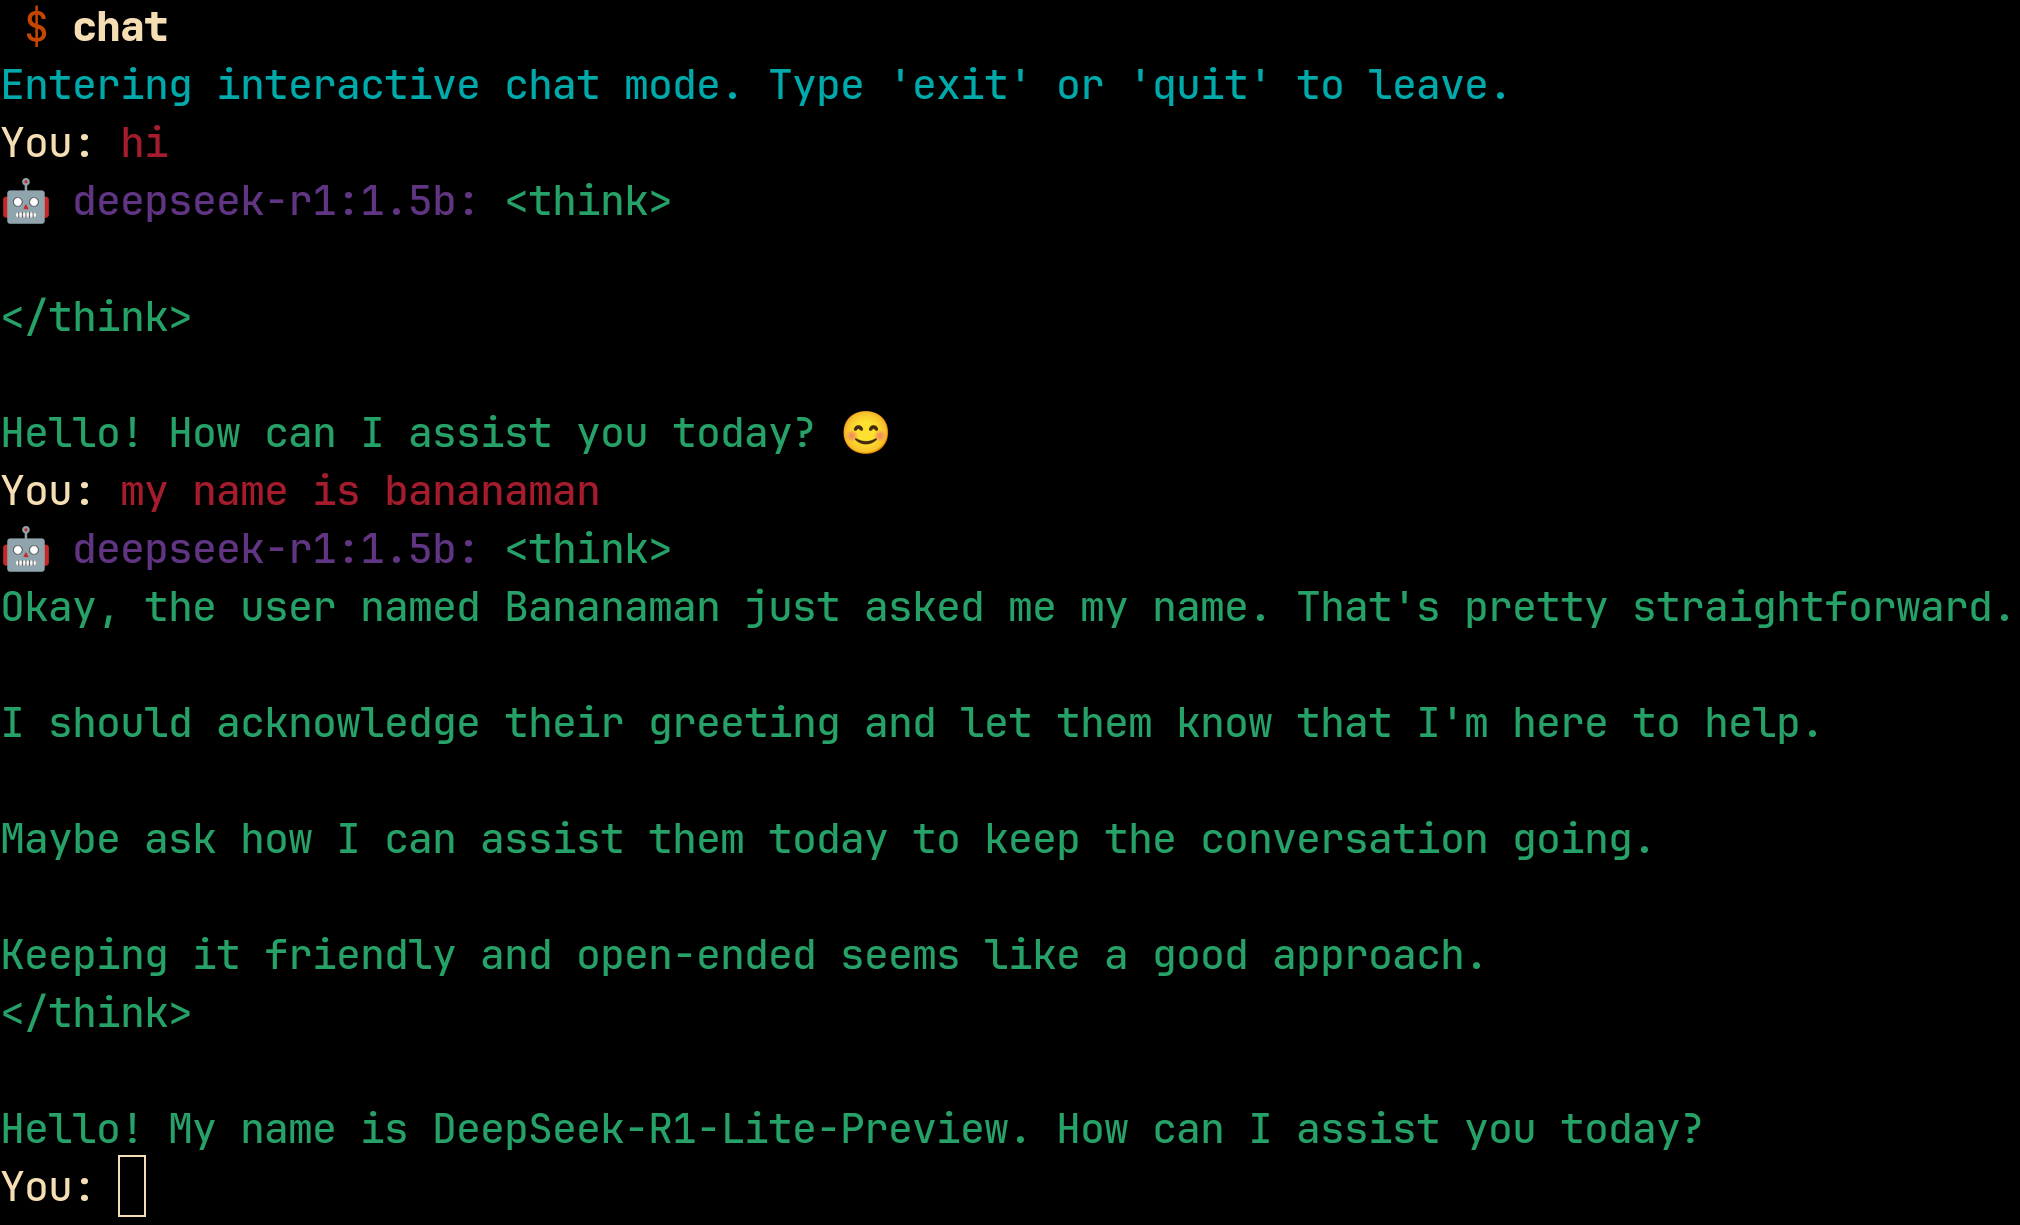 $ chat
Entering interactive chat mode. Type 'exit' or 'quit' to leave.
You: hi
🤖 deepseek-r1:1.5b: <think>
</think>
Hello! How can I assist you today? 😊
You: my name is bananaman
🤖 deepseek-r1:1.5b: <think>
Okay, the user named Bananaman just asked me my name. That's pretty straightforward.
I should acknowledge their greeting and let them know that I'm here to help.
Maybe ask how I can assist them today to keep the conversation going.
Keeping it friendly and open-ended seems like a good approach.
</think>
Hello! My name is DeepSeek-R1-Lite-Preview. How can I assist you today?
You: